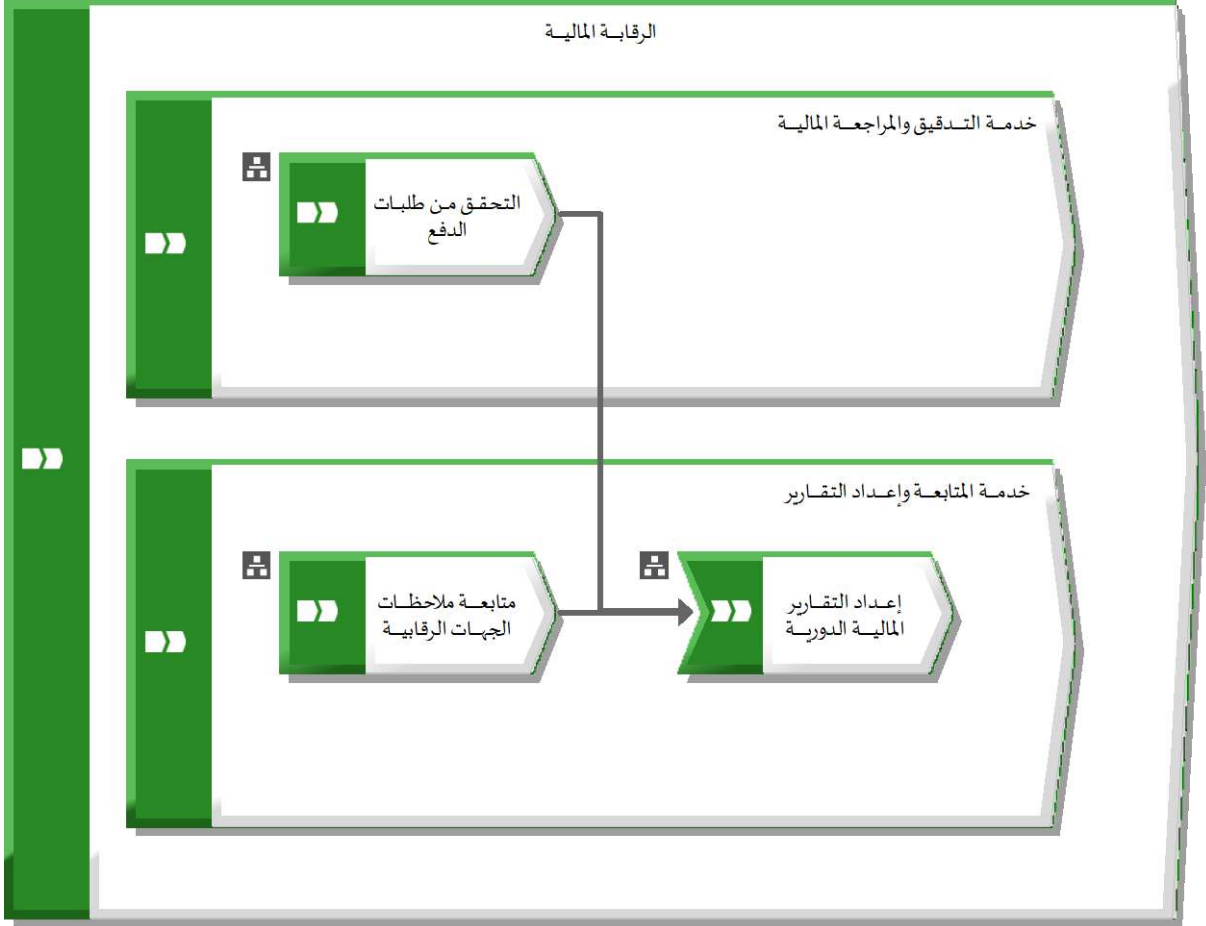 الرقابة المالية
خدمة التدقيق والمراجعة المالية
التحقق من طلبات
الدفع
خدمة المتابعة وإعداد التقارير
متابعة ملاحظات
الجهات الرقابية
إعداد التقارير
المالية الدورية